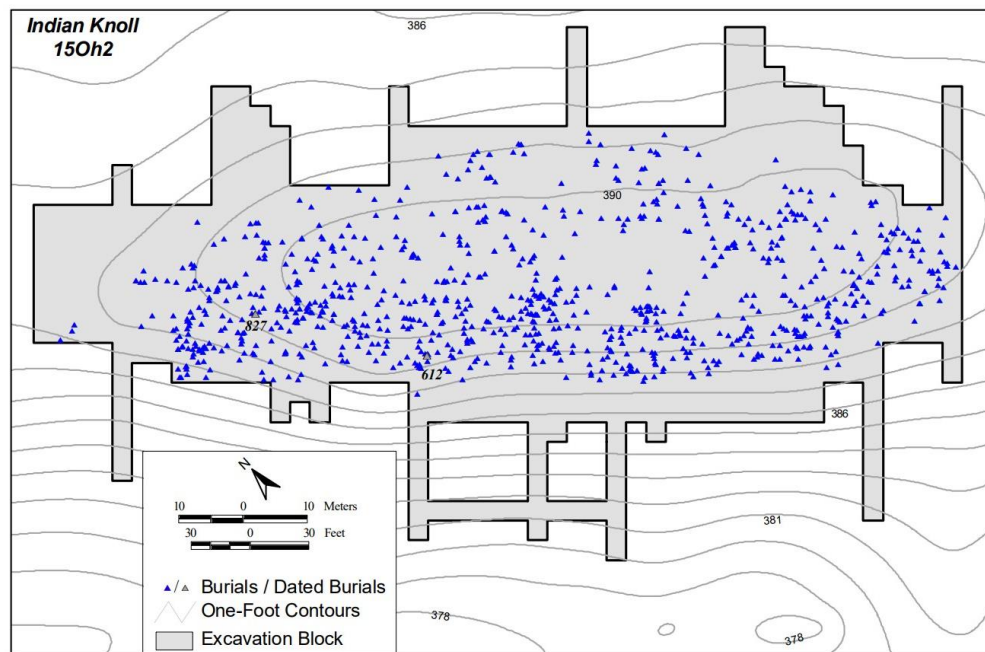 Indian Knoll
15Oh2
386
390
827
612
386
381
378
378
N
10 0 10 Meters
30 0 30 Feet
/ Burials / Dated Burials
One-Foot Contours
Excavation Block